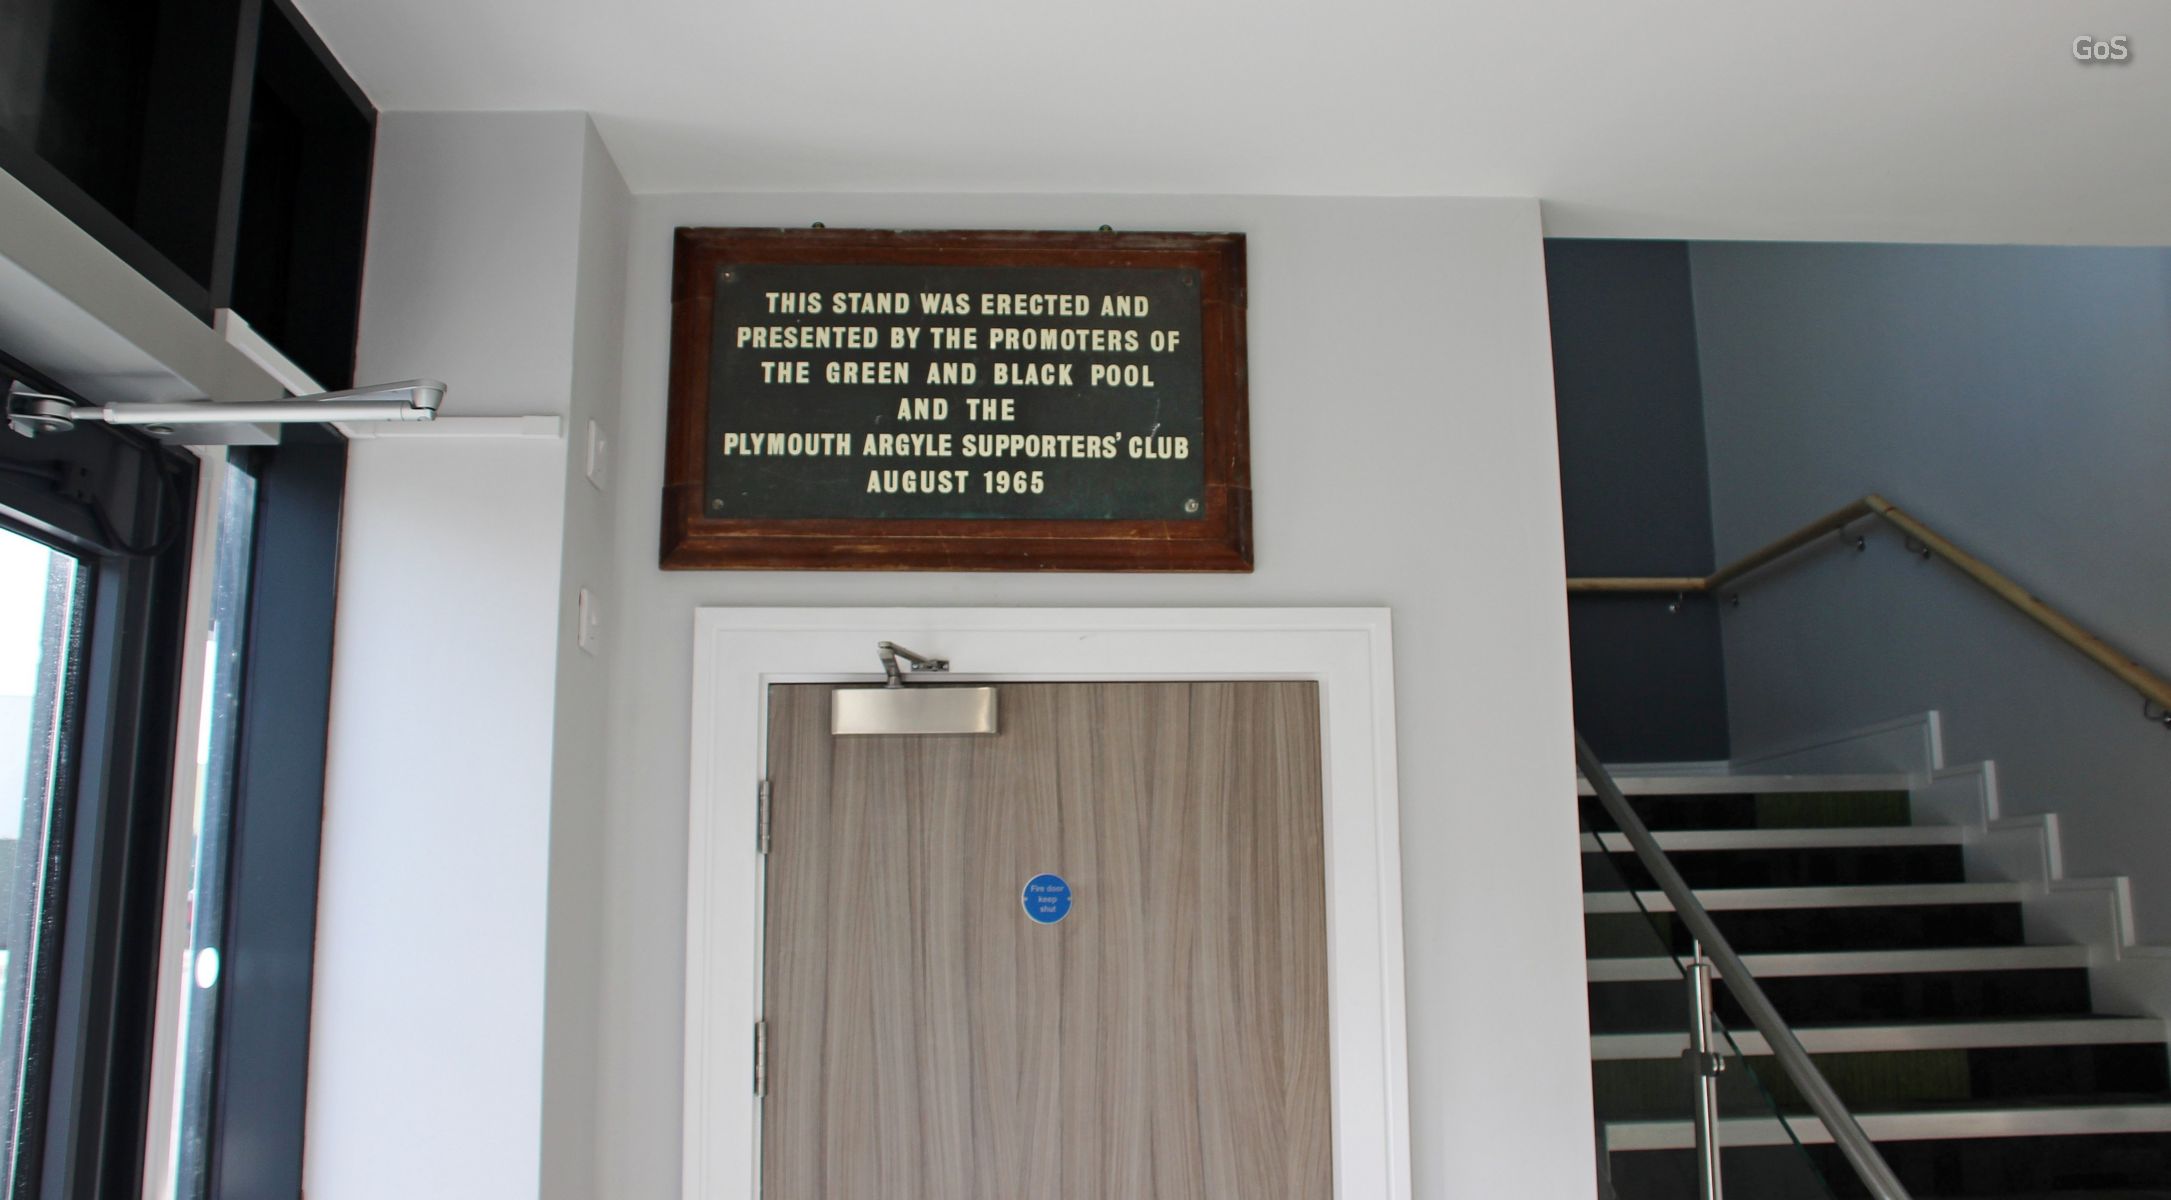 GoS
THIS STAND WAS ERECTED AND
PRESENTED BY THE PROMOTERS OF
THE GREEN AND BLACK POOL
AND THE
PLYMOUTH ARGYLE SUPPORTERS' CLUB
AUGUST 1965
Fire door
keep
shut